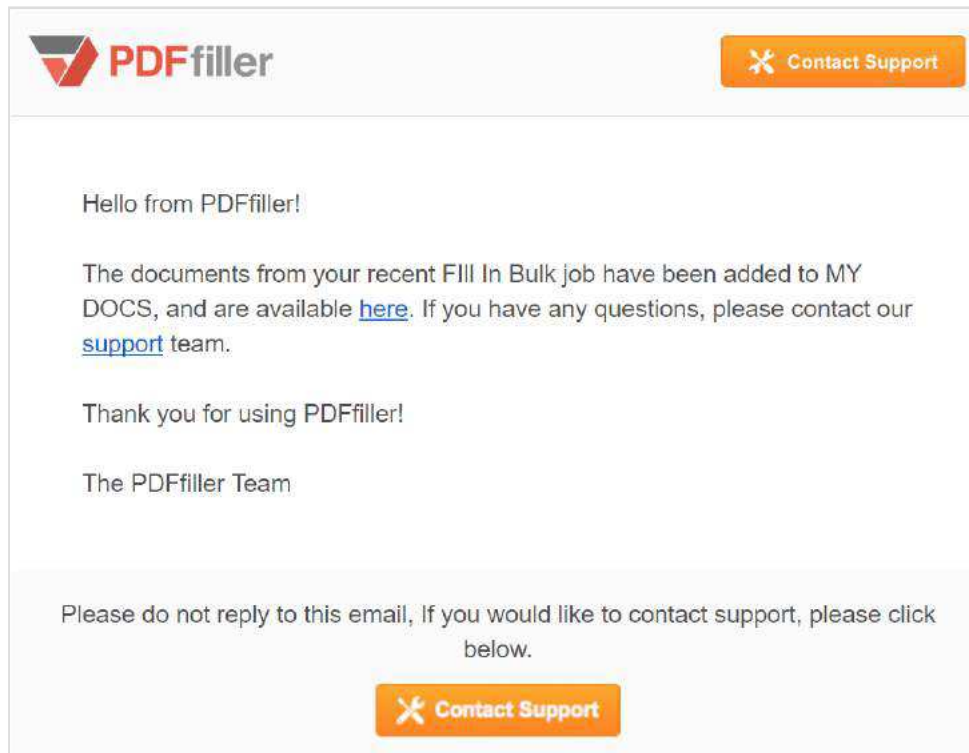 PDFfiller
Contact Support
Hello from PDFfiller!
The documents from your recent FIll In Bulk job have been added to MY
DOCS, and are available here. If you have any questions, please contact our
support team.
Thank you for using PDFfiller!
The PDFfiller Team
Please do not reply to this email, If you would like to contact support, please click
below.
Contact Support